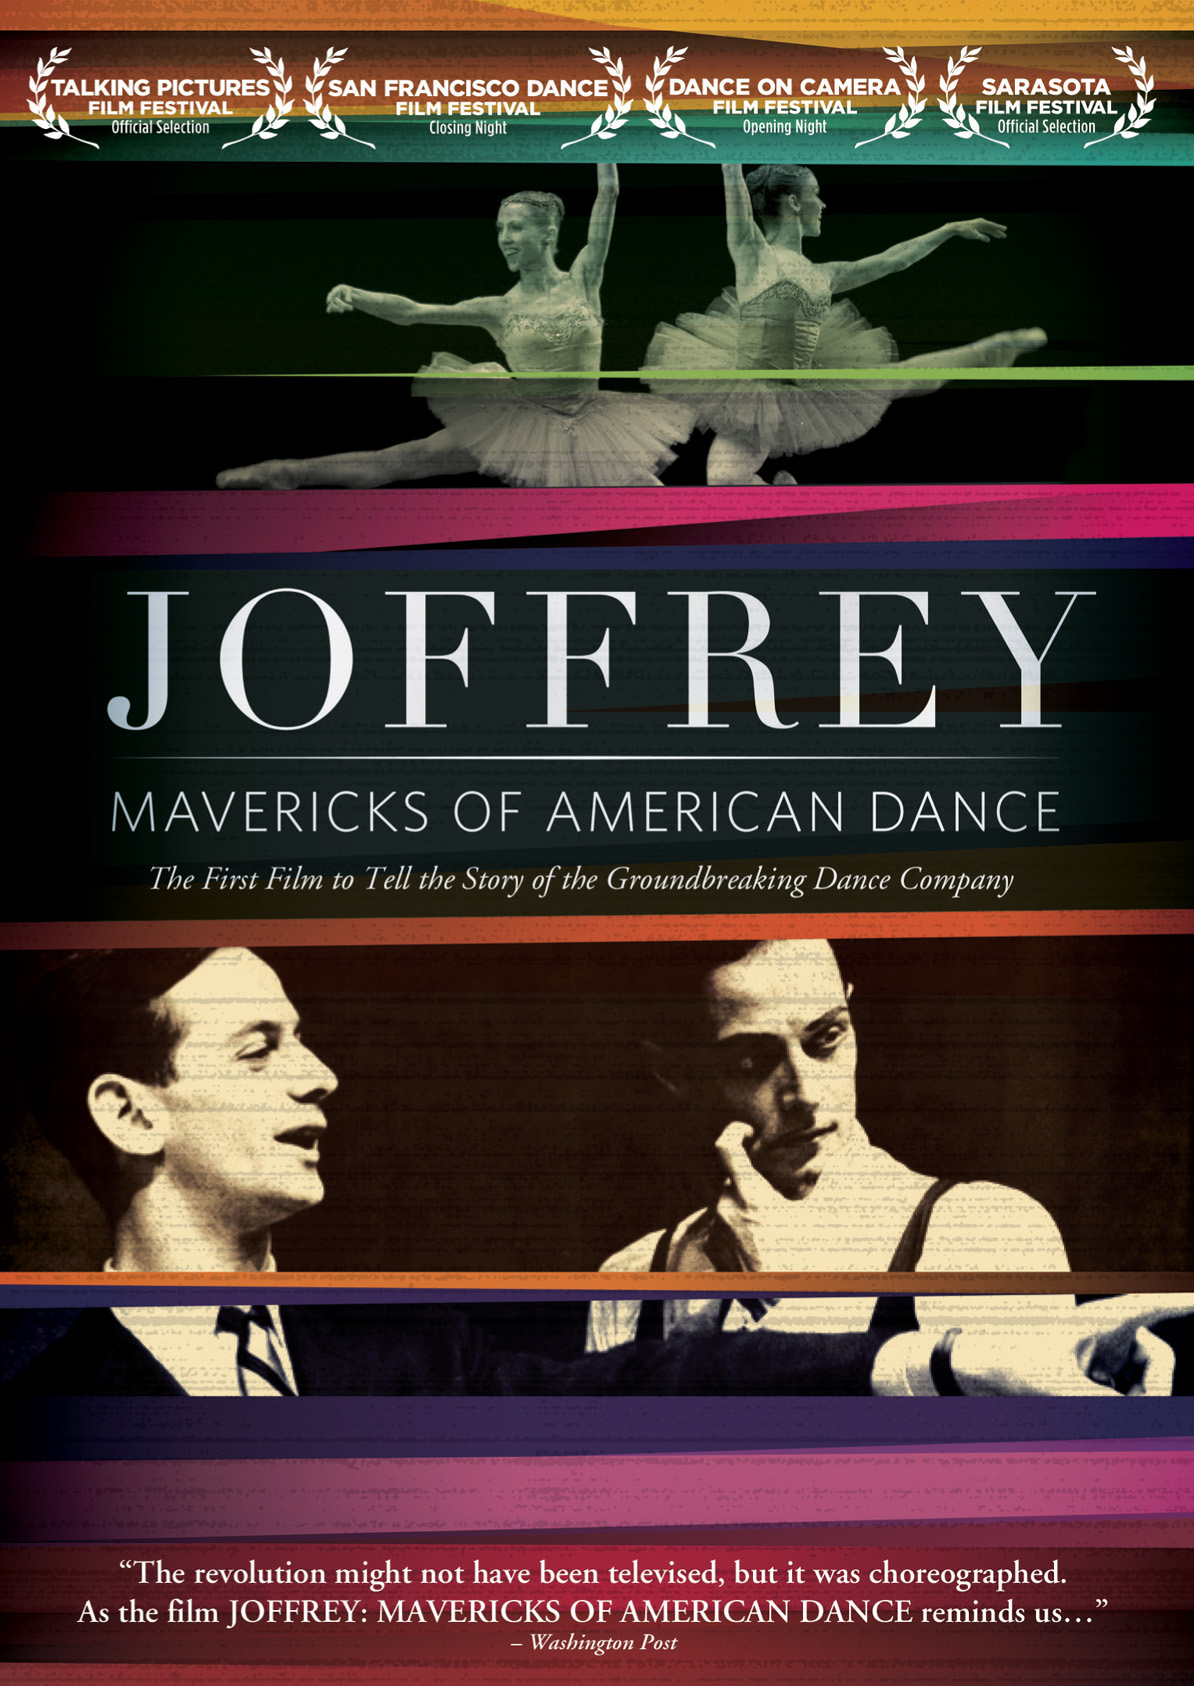 TALKING PICTURES
FILM FESTIVAL
Official Selection
SAN FRANCISCO DANCE
FILM FESTIVAL
Closing Night
DANCE ON CAMERA
FILM FESTIVAL
Opening Night
SARASOTA
FILM FESTIVAL
Official Selection
JOFFREY
MAVERICKS OF AMERICAN DANCE
The First Film to Tell the Story of the Groundbreaking Dance Company
“The revolution might not have been televised, but it was choreographed.
As the film JOFFREY: MAVERICKS OF AMERICAN DANCE reminds us…”
– Washington Post